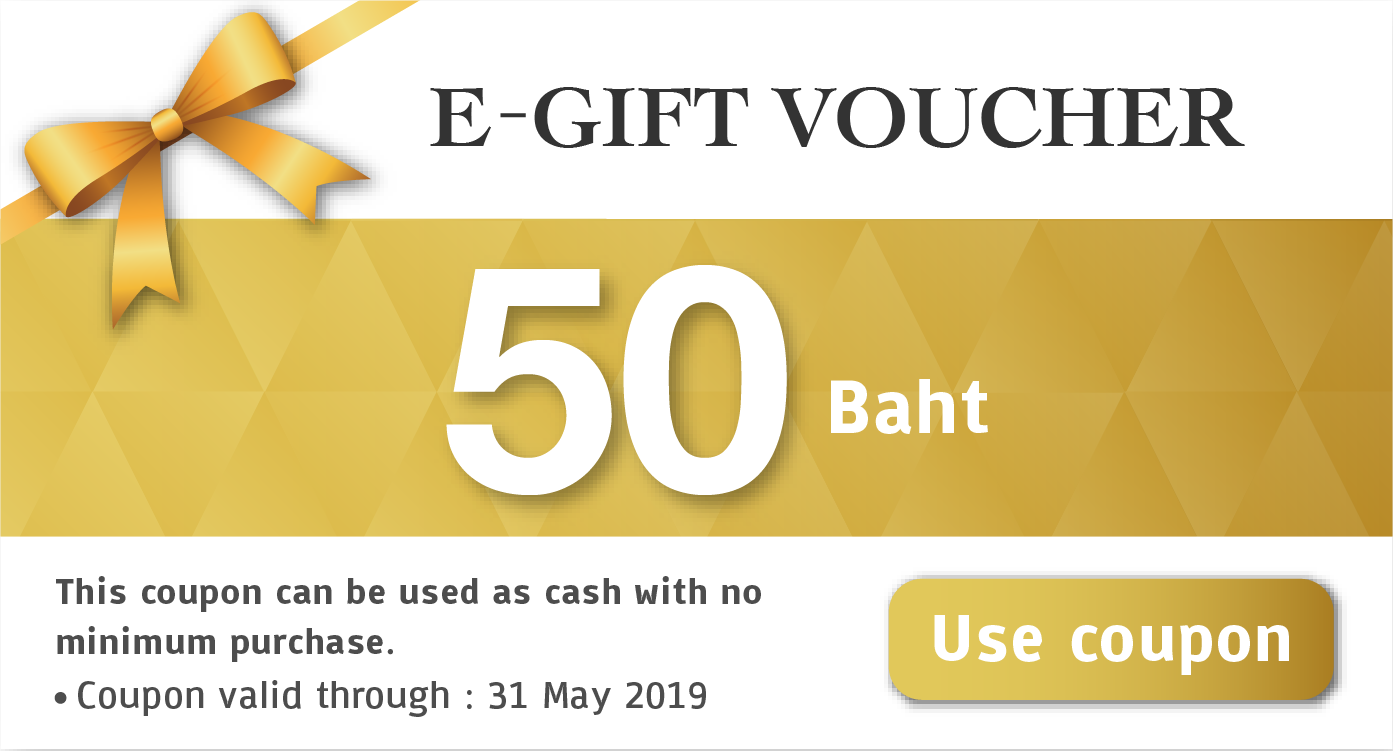 E-GIFT VOUCHER
50 Baht
This coupon can be used as cash with no
minimum purchase.
• Coupon valid through : 31 May 2019
Use coupon